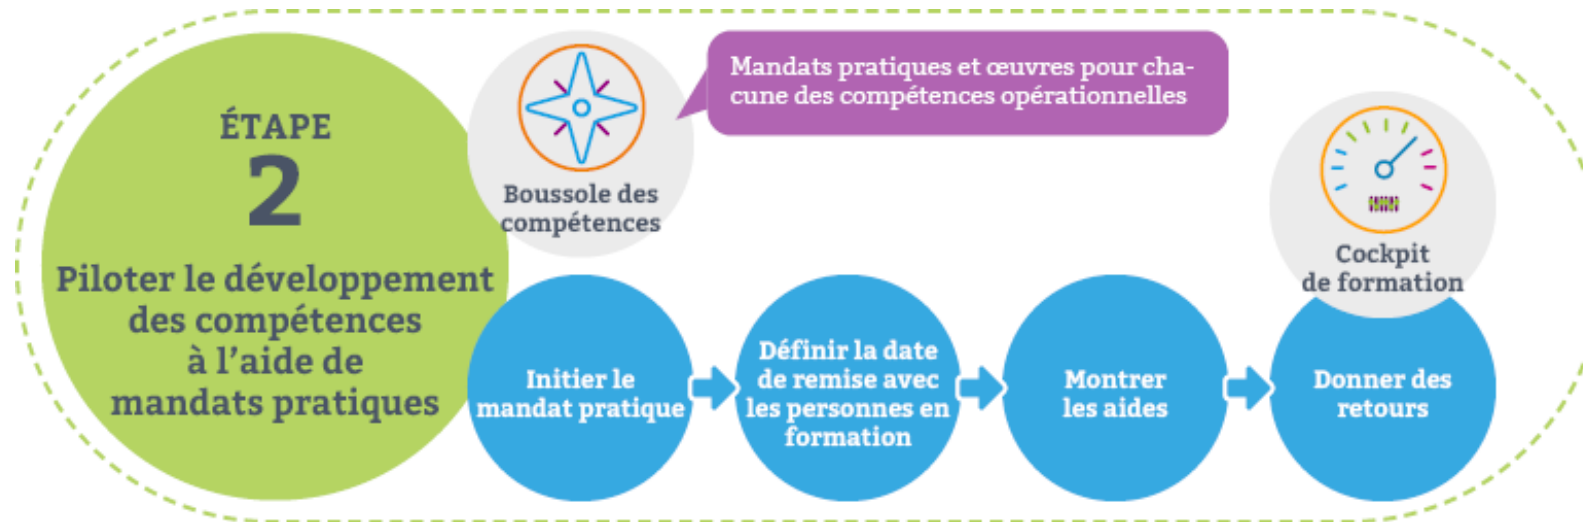 ÉTAPE
2
Piloter le développement
des compétences
à l’aide de
mandats pratiques
Boussole des
compétences
Mandats pratiques et œuvres pour cha-
cune des compétences opérationnelles
Cockpit
de formation
Initier le
mandat pratique
Définir la date
de remise avec
les personnes en
formation
Montrer
les aides
Donner des
retours